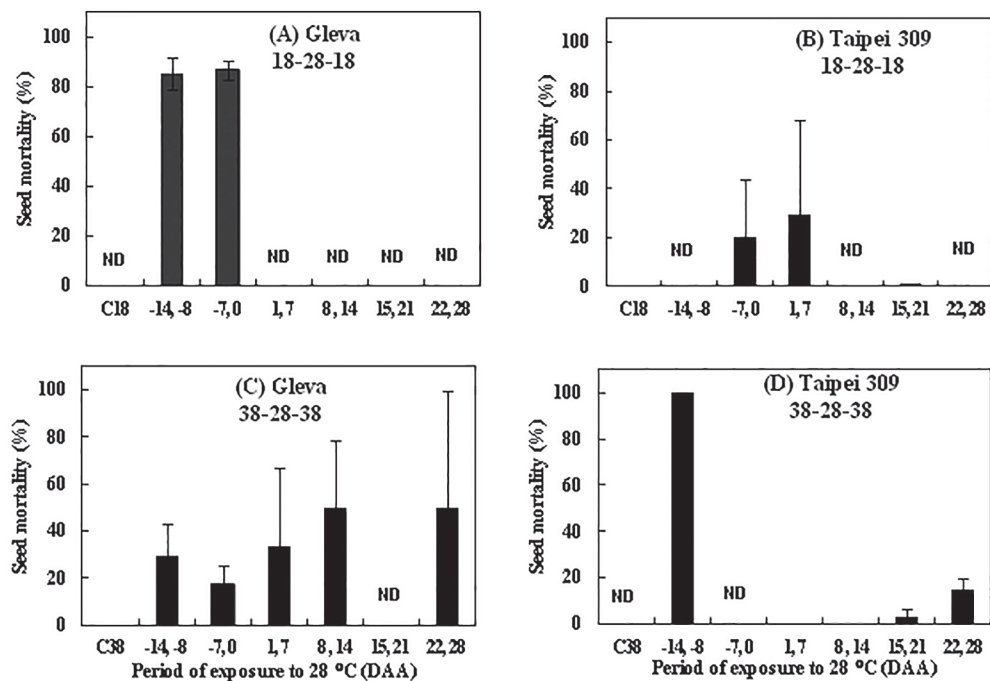 (A) Gleva
18-28-18
Seed mortality (%)
100
80
60
40
20
0
ND
ND
ND
ND
ND
C18
-14, -8
-7, 0
1, 7
8, 14
15, 21
22, 28
(B) Taipei 309
18-28-18
Seed mortality (%)
100
80
60
40
20
0
ND
ND
ND
C18
-14, -8
-7, 0
1, 7
8, 14
15, 21
22, 28
(C) Gleva
38-28-38
Seed mortality (%)
100
80
60
40
20
0
ND
C38
-14, -8
-7, 0
1, 7
8, 14
15, 21
22, 28
Period of exposure to 28 °C (DAA)
(D) Taipei 309
38-28-38
Seed mortality (%)
100
80
60
40
20
0
ND
ND
C38
-14, -8
-7, 0
1, 7
8, 14
15, 21
22, 28
Period of exposure to 28 °C (DAA)